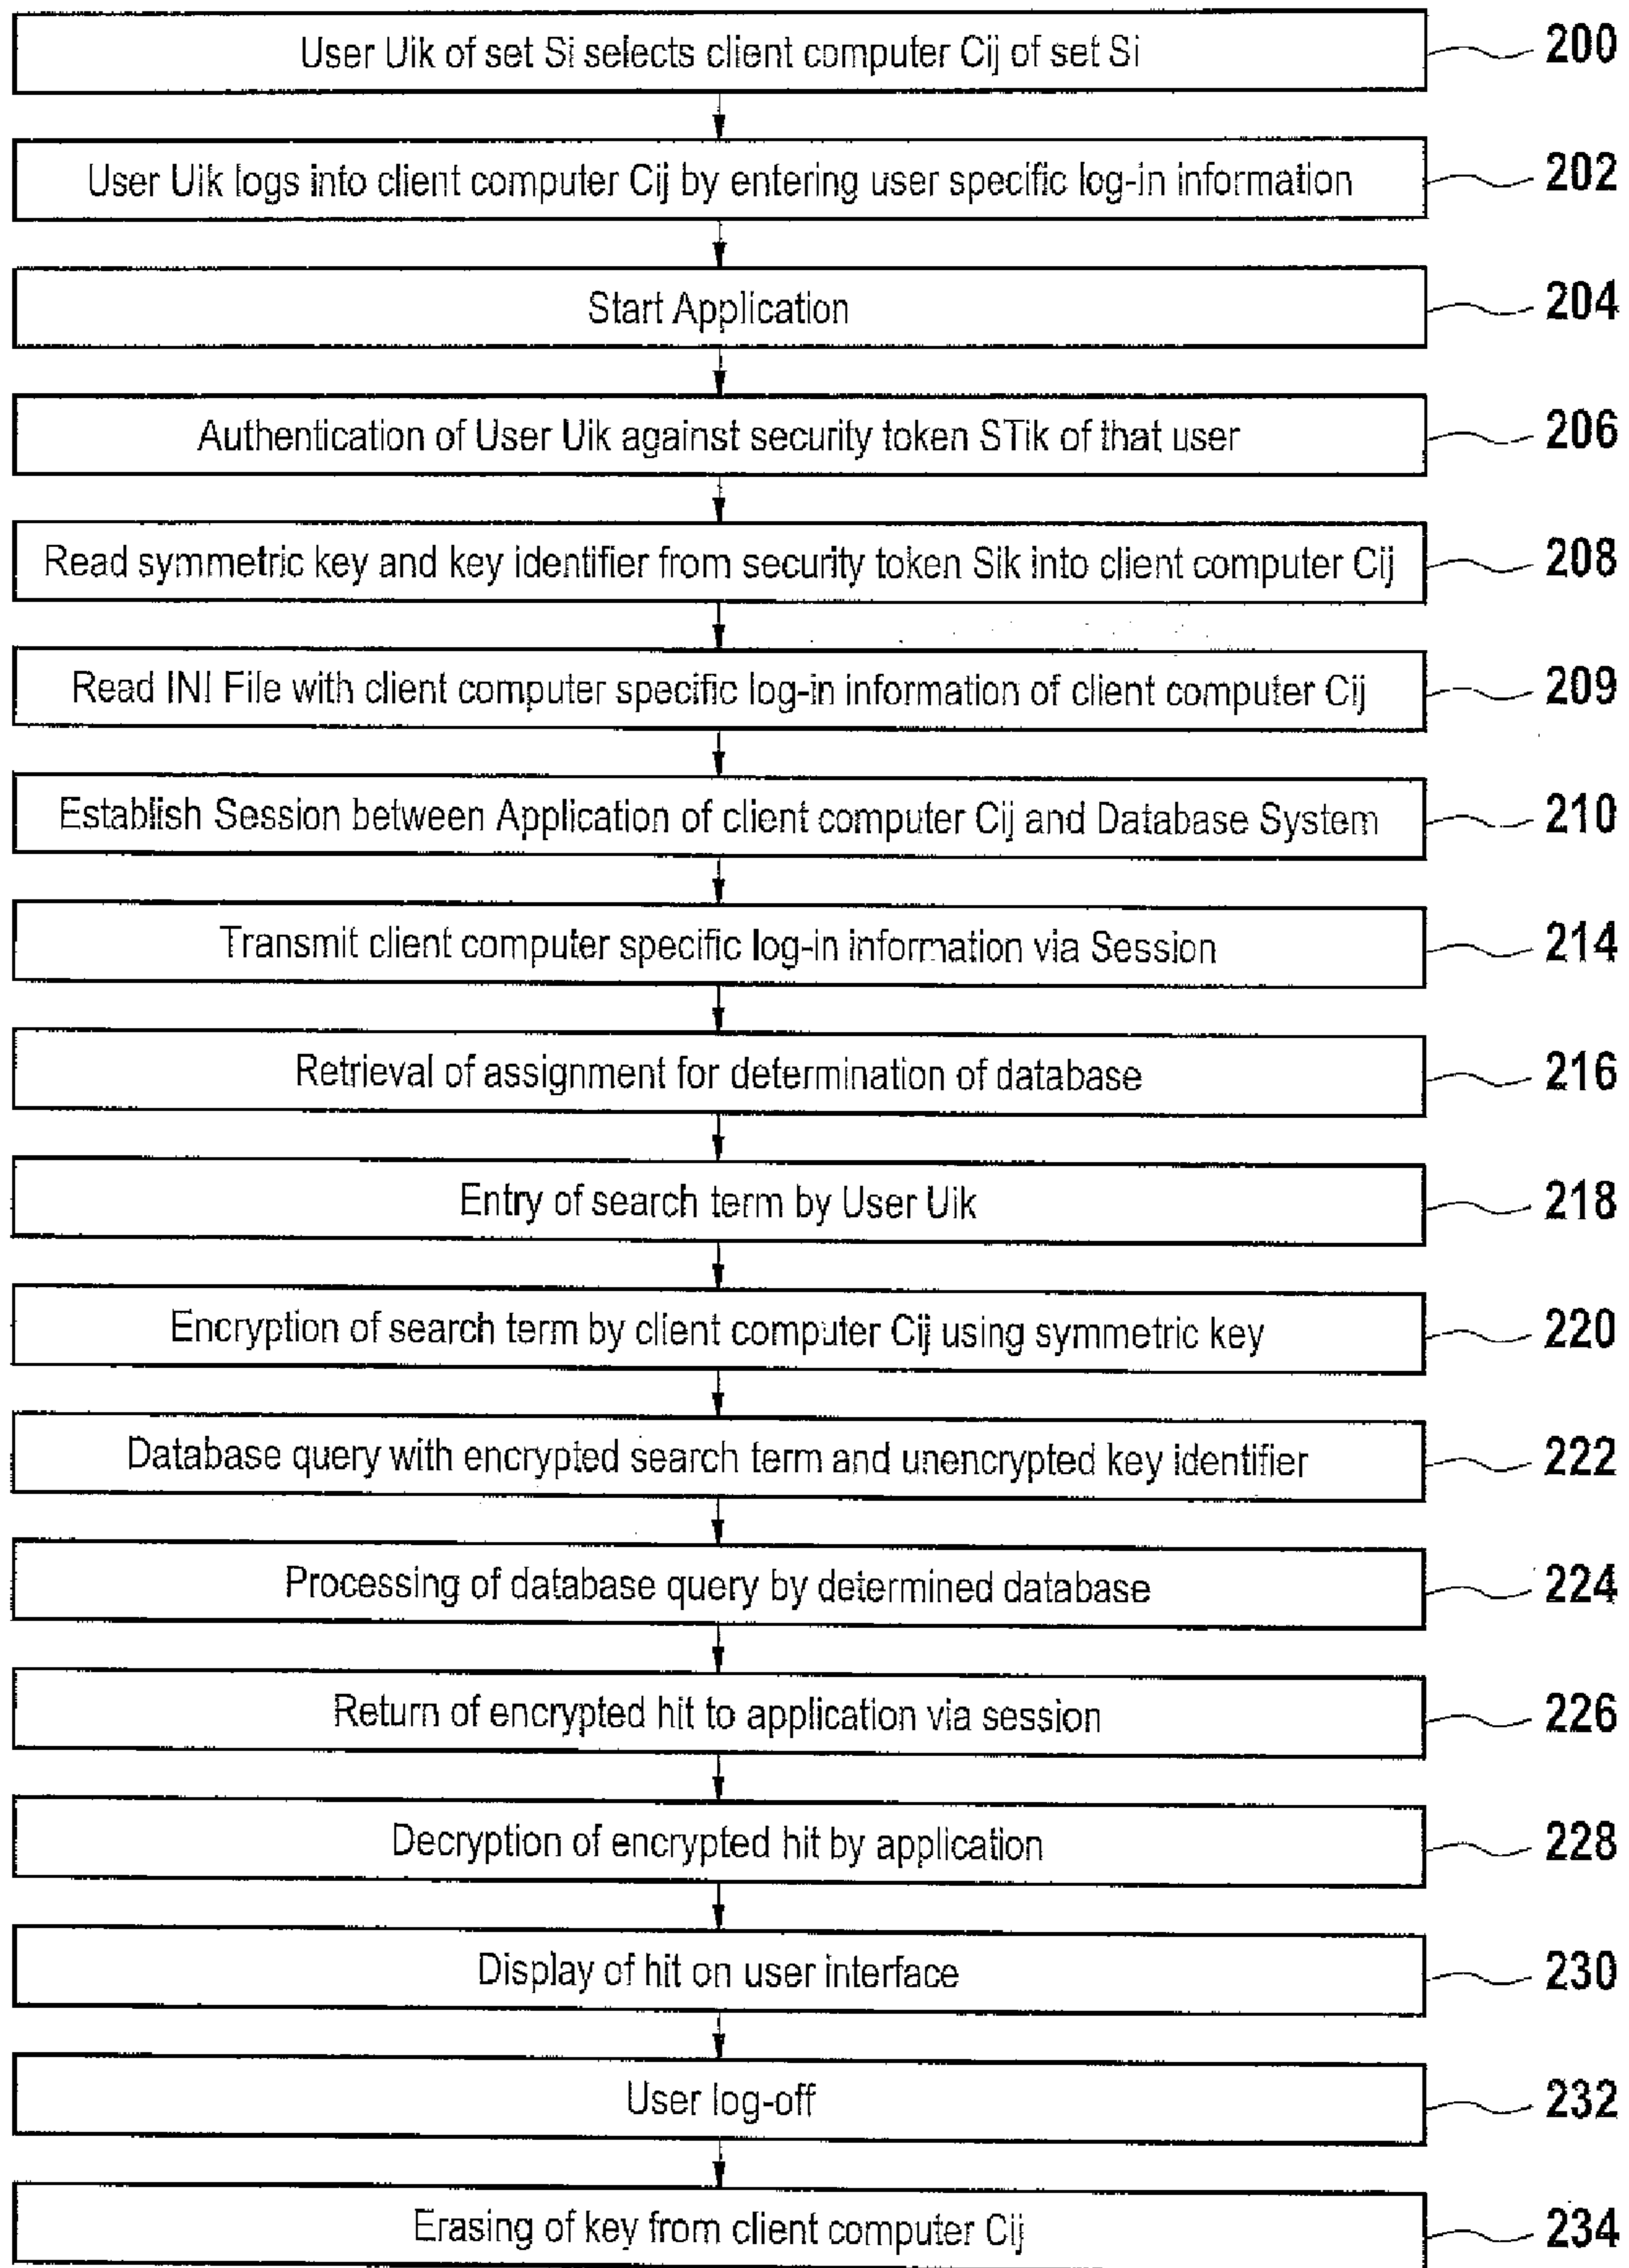 User Uik of set Si selects client computer Cij of set Si 200
User Uik logs into client computer Cij by entering user specific log-in information 202
Start Application 204
Authentication of User Uik against security token STik of that user 206
Read symmetric key and key identifier from security token Sik into client computer Cij 208
Read INI File with client computer specific log-in information of client computer Cij 209
Establish Session between Application of client computer Cij and Database System 210
Transmit client computer specific log-in information via Session 214
Retrieval of assignment for determination of database 216
Entry of search term by User Uik 218
Encryption of search term by client computer Cij using symmetric key 220
Database query with encrypted search term and unencrypted key identifier 222
Processing of database query by determined database 224
Return of encrypted hit to application via session 226
Decryption of encrypted hit by application 228
Display of hit on user interface 230
User log-off 232
Erasing of key from client computer Cij 234